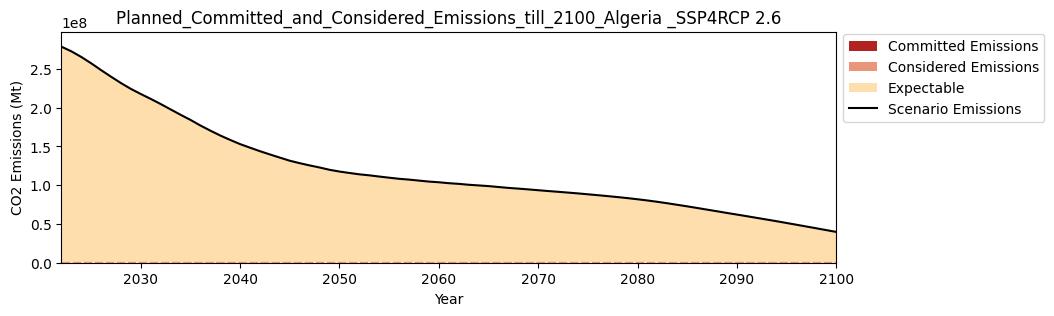 Planned_Committed_and_Considered_Emissions_till_2100_Algeria _SSP4RCP 2.6
1e8
Committed Emissions
Considered Emissions
Expectable
Scenario Emissions
CO2 Emissions (Mt)
2.5
2.0
1.5
1.0
0.5
0.0
2030 2040 2050 2060 2070 2080 2090 2100
Year